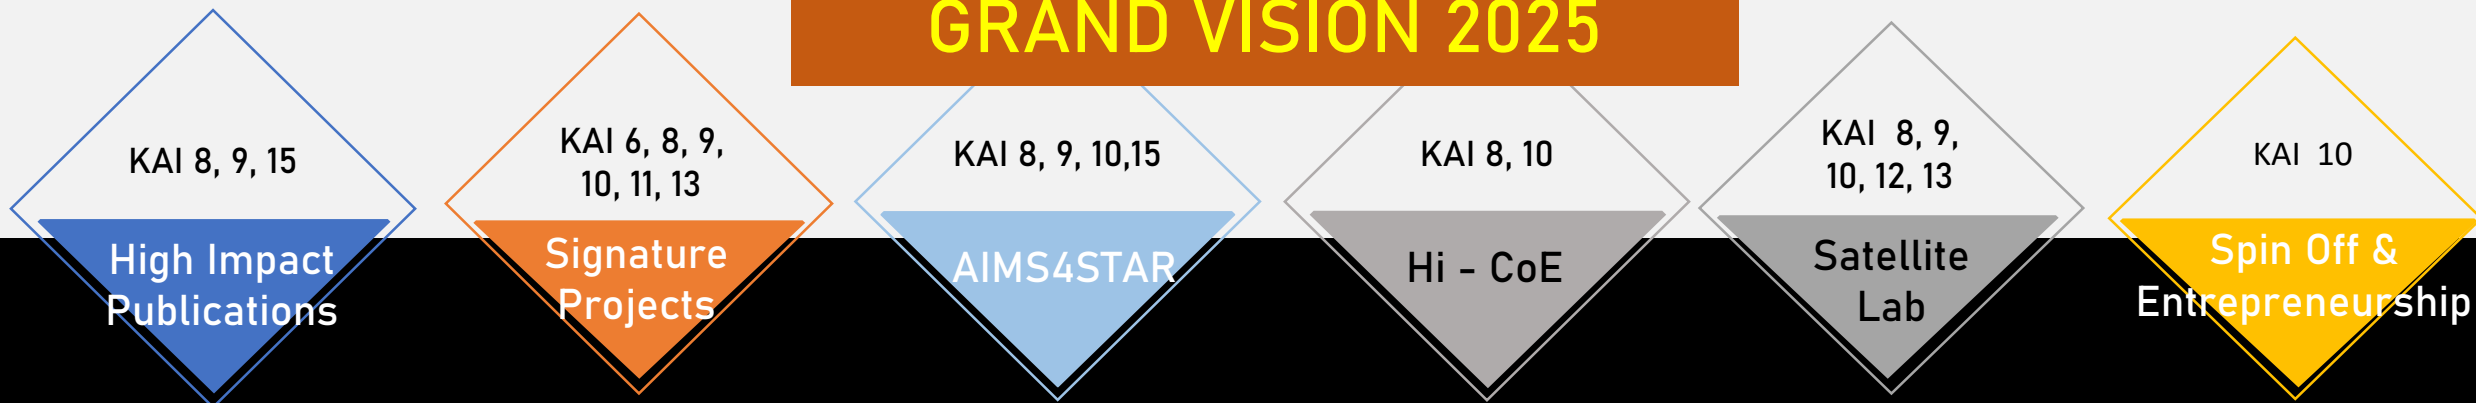 GRAND VISION 2025
KAI 8, 9, 15
High Impact
Publications
KAI 6, 8, 9,
10, 11, 13
Signature
Projects
KAI 8, 9, 10,15
AIMS4STAR
KAI 8, 10
Hi - CoE
KAI 8, 9,
10, 12, 13
Satellite
Lab
KAI 10
Spin Off &
Entrepreneurship